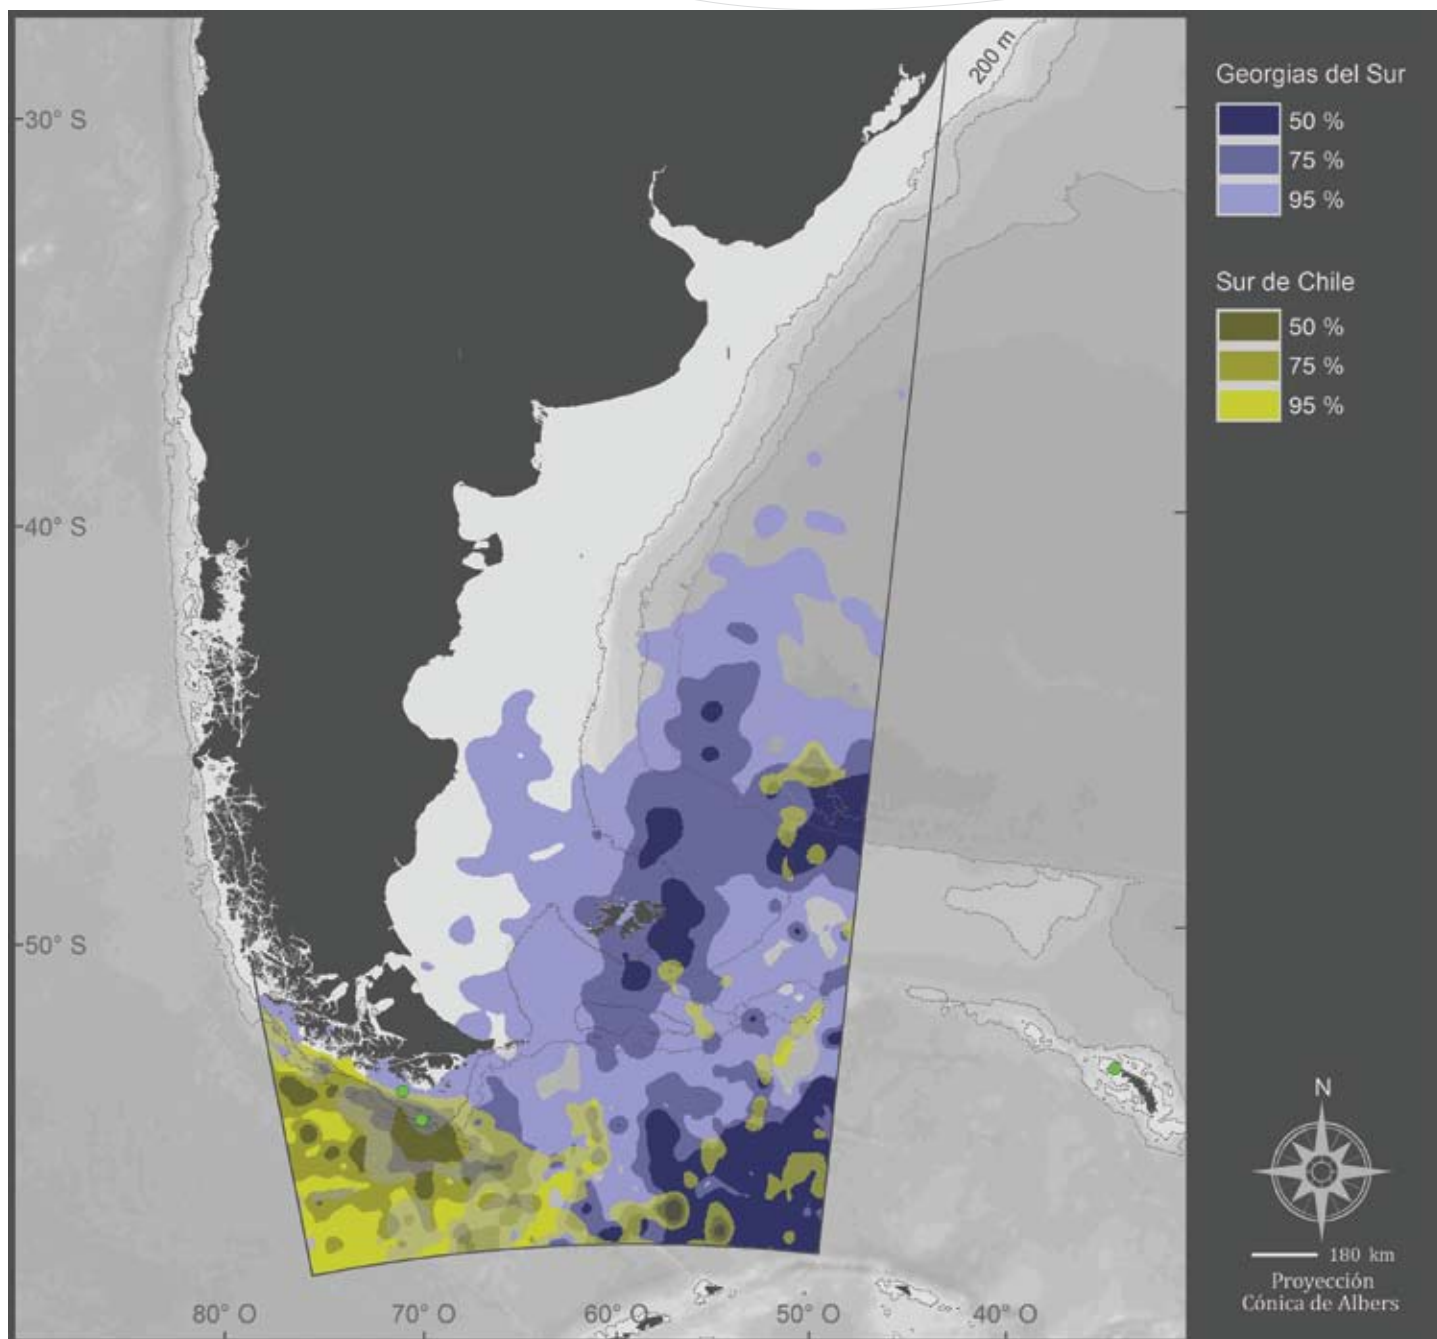 200 m
30° S
40° S
50° S
80° O
70° O
60° O
50° O
40° O
Georgias del Sur
50 %
75 %
95 %
Sur de Chile
50 %
75 %
95 %
N
180 km
Proyección
Cónica de Albers